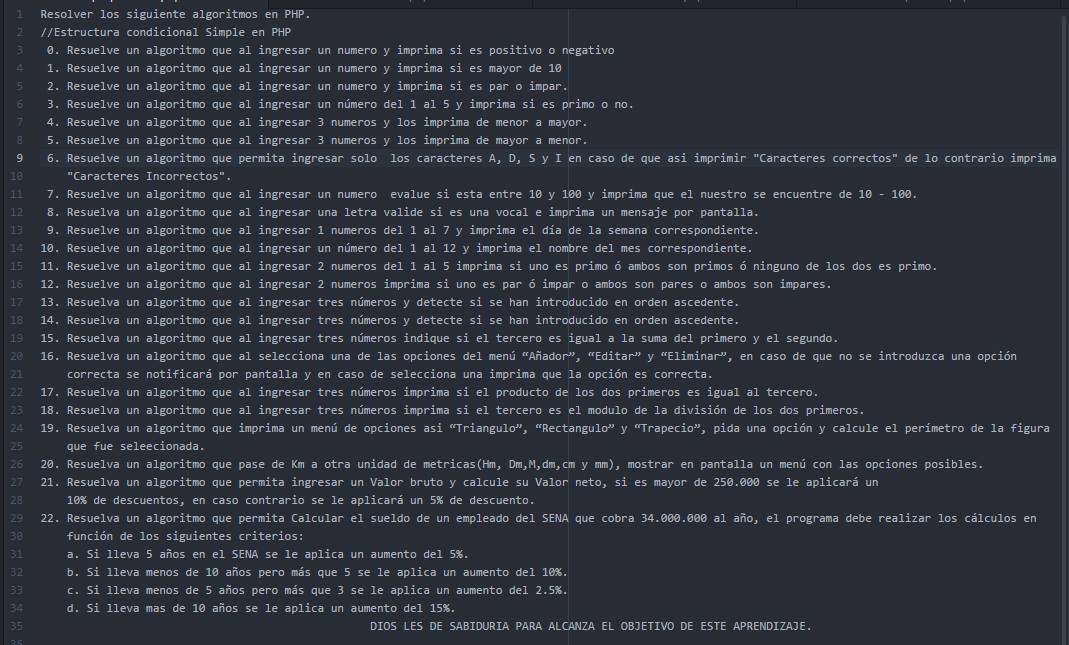 1 Resolver los siguiente algoritmos en PHP.
2 //Estructura condicional Simple en PHP
3 0. Resuelve un algoritmo que al ingresar un numero y imprima si es positivo o negativo
4 1. Resuelve un algoritmo que al ingresar un numero y imprima si es mayor de 10
5 2. Resuelve un algoritmo que al ingresar un numero y imprima si es par o impar.
6 3. Resuelve un algoritmo que al ingresar un número del 1 al 5 y imprima si es primo o no.
7 4. Resuelve un algoritmo que al ingresar 3 numeros y los imprima de menor a mayor.
8 5. Resuelve un algoritmo que al ingresar 3 numeros y los imprima de mayor a menor.
9 6. Resuelve un algoritmo que permita ingresar solo  los caracteres A, D, S y I en caso de que asi imprimir "Caracteres correctos" de lo contrario imprima
10 "Caracteres Incorrectos".
11 7. Resuelve un algoritmo que al ingresar un numero  evalue si esta entre 10 y 100 y imprima que el nuestro se encuentre de 10 - 100.
12 8. Resuelva un algoritmo que al ingresar una letra valide si es una vocal e imprima un mensaje por pantalla.
13 9. Resuelve un algoritmo que al ingresar 1 numeros del 1 al 7 y imprima el día de la semana correspondiente.
14 10. Resuelve un algoritmo que al ingresar un número del 1 al 12 y imprima el nombre del mes correspondiente.
15 11. Resuelve un algoritmo que al ingresar 2 numeros del 1 al 5 imprima si uno es primo ó ambos son primos ó ninguno de los dos es primo.
16 12. Resuelve un algoritmo que al ingresar 2 numeros imprima si uno es par ó impar o ambos son pares o ambos son impares.
17 13. Resuelva un algoritmo que al ingresar tres números y detecte si se han introducido en orden ascedente.
18 14. Resuelva un algoritmo que al ingresar tres números y detecte si se han introducido en orden ascedente.
19 15. Resuelva un algoritmo que al ingresar tres números indique si el tercero es igual a la suma del primero y el segundo.
20 16. Resuelva un algoritmo que al selecciona una de las opciones del menú “Añador”, “Editar” y “Eliminar”, en caso de que no se introduzca una opción
21 correcta se notificará por pantalla y en caso de selecciona una imprima que la opción es correcta.
22 17. Resuelva un algoritmo que al ingresar tres números imprima si el producto de los dos primeros es igual al tercero.
23 18. Resuelva un algoritmo que al ingresar tres números imprima si el tercero es el modulo de la división de los dos primeros.
24 19. Resuelva un algoritmo que imprima un menú de opciones asi “Triangulo”, “Rectangulo” y “Trapecio”, pida una opción y calcule el perímetro de la figura
25 que fue seleecionada.
26 20. Resuelva un algoritmo que pase de Km a otra unidad de metricas(Hm, Dm,M,dm,cm y mm), mostrar en pantalla un menú con las opciones posibles.
27 21. Resuelva un algoritmo que permita ingresar un Valor bruto y calcule su Valor neto, si es mayor de 250.000 se le aplicará un
28 10% de descuentos, en caso contrario se le aplicará un 5% de descuento.
29 22. Resuelva un algoritmo que permita Calcular el sueldo de un empleado del SENA que cobra 34.000.000 al año, el programa debe realizar los cálculos en
30 función de los siguientes criterios:
31 a. Si lleva 5 años en el SENA se le aplica un aumento del 5%.
32 b. Si lleva menos de 10 años pero más que 5 se le aplica un aumento del 10%.
33 c. Si lleva menos de 5 años pero más que 3 se le aplica un aumento del 2.5%.
34 d. Si lleva mas de 10 años se le aplica un aumento del 15%.
35 DIOS LES DE SABIDURIA PARA ALCANZA EL OBJETIVO DE ESTE APRENDIZAJE.
36